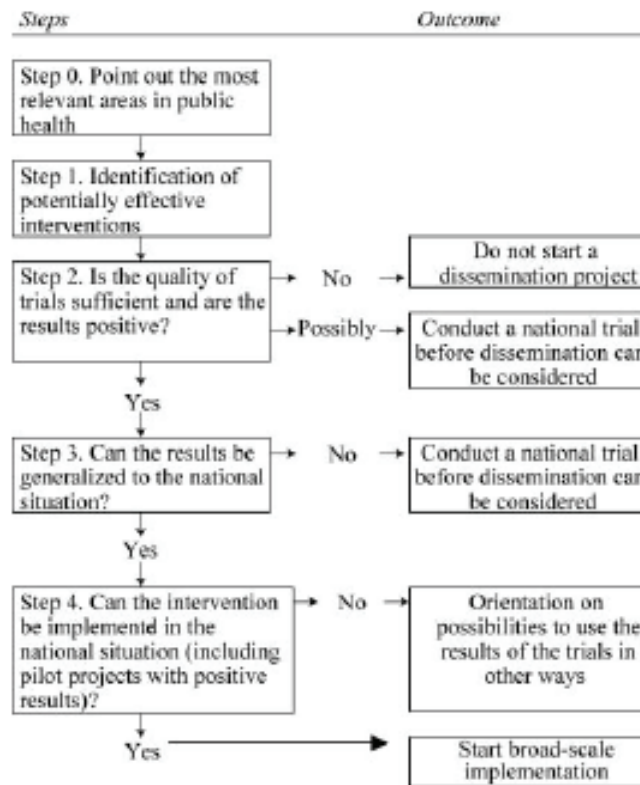 Steps
Outcome
Step 0. Point out the most
relevant areas in public
health
Step 1. Identification of
potentially effective
interventions
Step 2. Is the quality of
trials sufficient and are the
results positive?
No
Do not start a
dissemination project
Possibly
Conduct a national trial
before dissemination can
be considered
Yes
Step 3. Can the results be
generalized to the national
situation?
No
Conduct a national trial
before dissemination can
be considered
Yes
Step 4. Can the intervention
be implementd in the
national situation (including
pilot projects with positive
results)?
No
Orientation on
possibilities to use the
results of the trials in
other ways
Yes
Start broad-scale
implementation